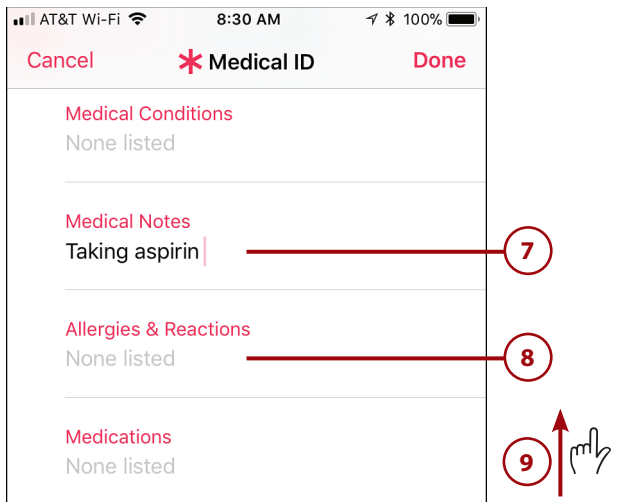 AT&T Wi-Fi 8:30 AM 100%
Cancel Medical ID Done
Medical Conditions
None listed
Medical Notes
Taking aspirin
7
Allergies & Reactions
None listed
8
Medications
None listed
9